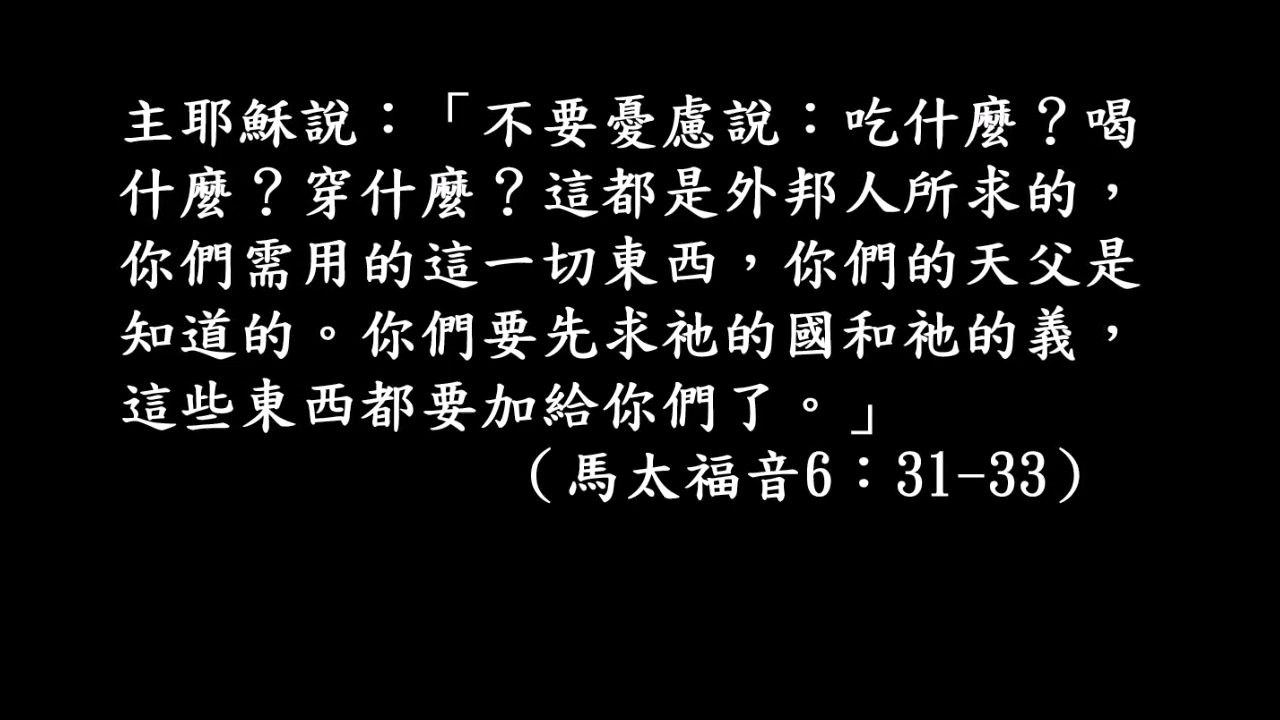 主耶穌說：「不要憂慮說：吃什麼？喝
什麼？穿什麼？這都是外邦人所求的，
你們需用的這一切東西，你們的天父是
知道的。你們要先求祂的國和祂的義，
這些東西都要加給你們了。」
（馬太福音6：31-33）